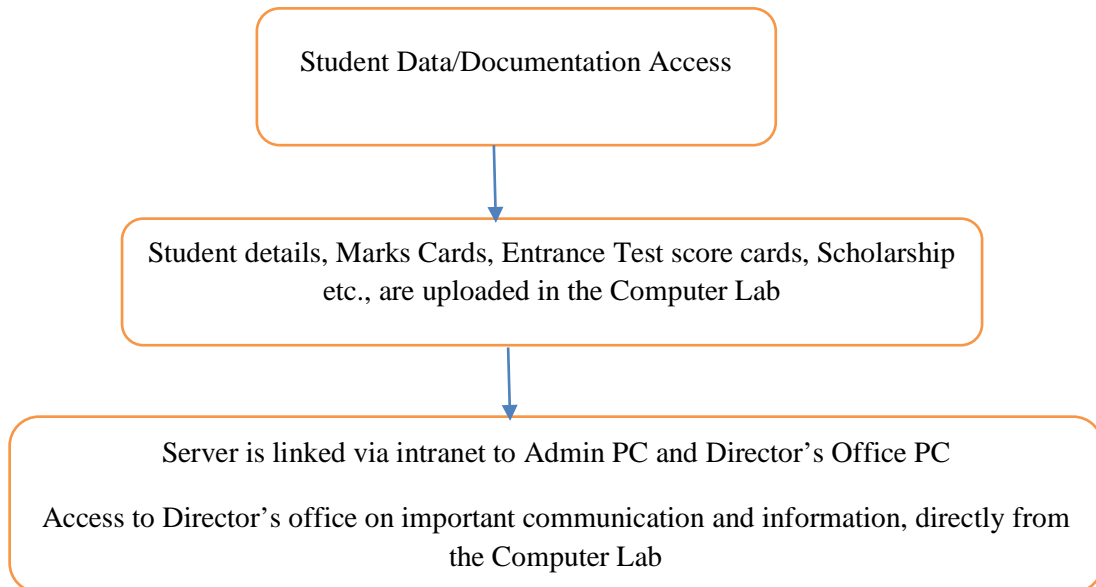 Student Data/Documentation Access
Student details, Marks Cards, Entrance Test score cards, Scholarship
etc., are uploaded in the Computer Lab
Server is linked via intranet to Admin PC and Director’s Office PC
Access to Director’s office on important communication and information, directly from
the Computer Lab